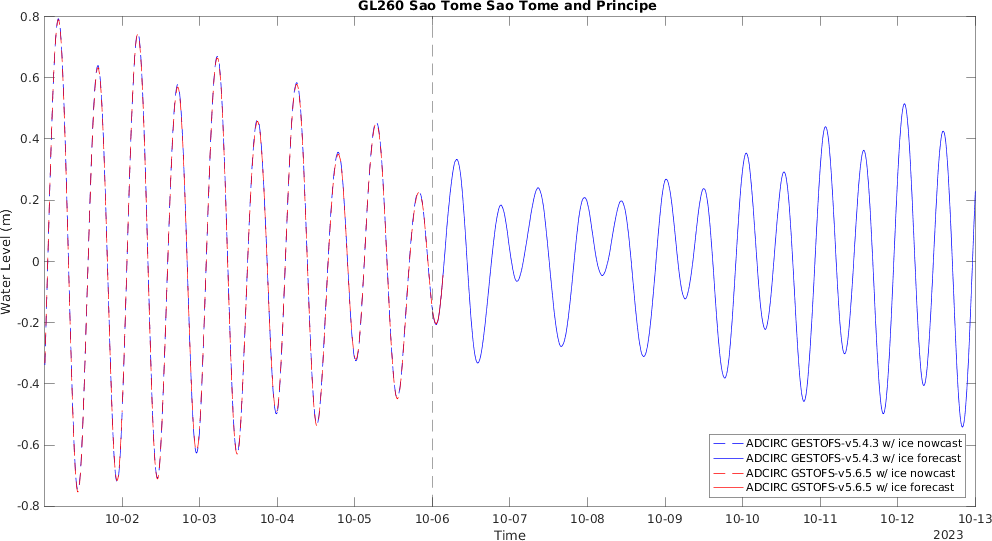 GL260 Sao Tome Sao Tome and Principe
0.8
0.6
0.4
0.2
0
-0.2
-0.4
-0.6
-0.8
Water Level (m)
ADCIRC GESTOFS-v5.4.3 w/ ice nowcast
ADCIRC GESTOFS-v5.4.3 w/ ice forecast
ADCIRC GSTOFS-v5.6.5 w/ ice nowcast
ADCIRC GSTOFS-v5.6.5 w/ ice forecast
10-02 10-03 10-04 10-05 10-06 10-07 10-08 10-09 10-10 10-11 10-12 10-13
Time
2023